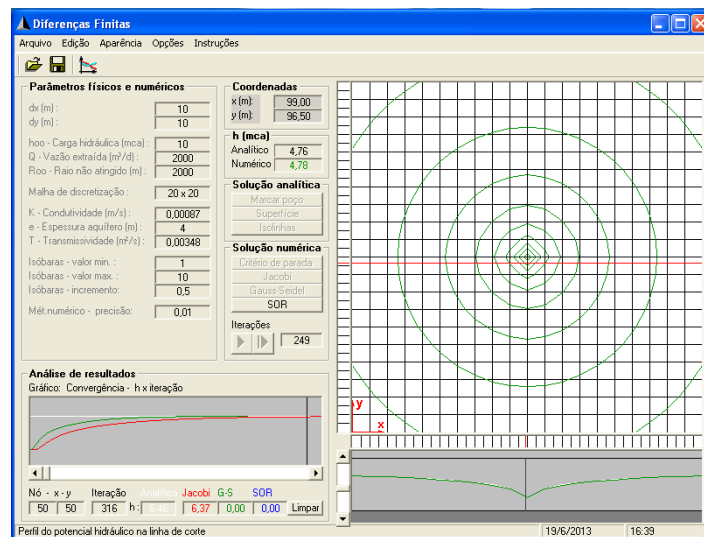 Diferenças Finitas
Arquivo Edição Aparência Opções Instruções
Parâmetros físicos e numéricos
dx (m) : 10
dy (m) : 10
hoo - Carga hidráulica (mca) : 10
Q - Vazão extraída (m³/d) : 2000
Roo - Raio não atingido (m) : 2000
Malha de discretização : 20 x 20
K - Condutividade (m/s) : 0,00087
e - Espessura aquífero (m) : 4
T - Transmissividade (m²/s) : 0,00348
Isóbaras - valor min. : 1
Isóbaras - valor max. : 10
Isóbaras - incremento: 0,5
Mét.numérico - precisão: 0,01
Coordenadas
x (m): 99,00
y (m): 96,50
h (mca)
Analítico 4,76
Numérico 4,78
Solução analítica
Marcar poço
Superfície
Isolinhas
Solução numérica
Critério de parada
Jacobi
Gauss-Seidel
SOR
Iterações
249
y
x
Análise de resultados
Gráfico: Convergência - h x iteração
Nó - x - y Iteração Analítica Jacobi G-S SOR
50 50 316 h: 6,46 6,37 0,00 0,00 Limpar
Perfil do potencial hidráulico na linha de corte 19/6/2013 16:39